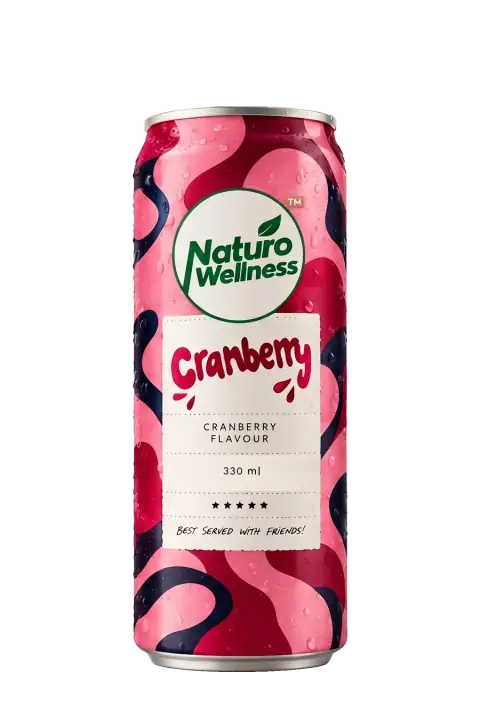 TM
Naturo
Wellness
Cranberry
CRANBERRY
FLAVOUR
330 ml
★★★★★
BEST SERVED WITH FRIENDS!